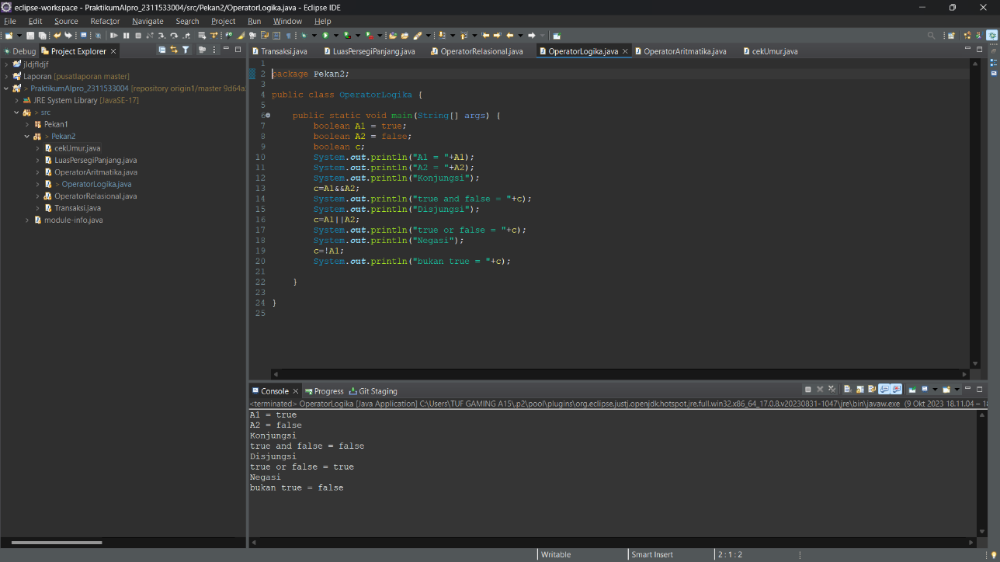 eclipse-workspace - PraktikumAlpro_2311533004/src/Pekan2/OperatorLogika.java - Eclipse IDE
File Edit Source Refactor Navigate Search Project Run Window Help
Debug Project Explorer
jldjfldjf
Laporan [pusatlaporan master]
> PraktikumAlpro_2311533004 [repository origin1/master 9d64a
JRE System Library [JavaSE-17]
> src
Pekan1
> Pekan2
cekUmur.java
LuasPersegiPanjang.java
OperatorAritmatika.java
> OperatorLogika.java
OperatorRelasional.java
Transaksi.java
module-info.java
Transaksi.java LuasPersegiPanjang.java OperatorRelasional.java OperatorLogika.java OperatorAritmatika.java cekUmur.java
1
2 package Pekan2;
3
4 public class OperatorLogika {
5
6 public static void main(String[] args) {
7 boolean A1 = true;
8 boolean A2 = false;
9 boolean c;
10 System.out.println("A1 = "+A1);
11 System.out.println("A2 = "+A2);
12 System.out.println("Konjungsi");
13 c=A1&&A2;
14 System.out.println("true and false = "+c);
15 System.out.println("Disjungsi");
16 c=A1||A2;
17 System.out.println("true or false = "+c);
18 System.out.println("Negasi");
19 c=!A1;
20 System.out.println("bukan true = "+c);
21
22 }
23
24 }
25
Console Progress Git Staging
<terminated> OperatorLogika [Java Application] C:\Users\TUF GAMING A15\.p2\pool\plugins\org.eclipse.justj.openjdk.hotspot.jre.full.win32.x86_64_17.0.8.v20230831-1047\jre\bin\javaw.exe (9 Okt 2023 18.11.04 – 18
A1 = true
A2 = false
Konjungsi
true and false = false
Disjungsi
true or false = true
Negasi
bukan true = false
Writable Smart Insert 2 : 1 : 2